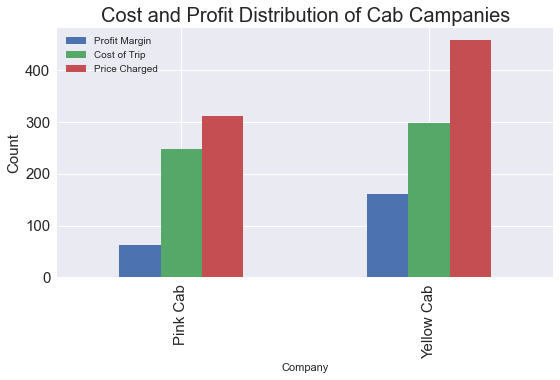 Cost and Profit Distribution of Cab Campanies
Profit Margin
Cost of Trip
Price Charged
400
300
200
100
0
Count
Pink Cab
Yellow Cab
Company